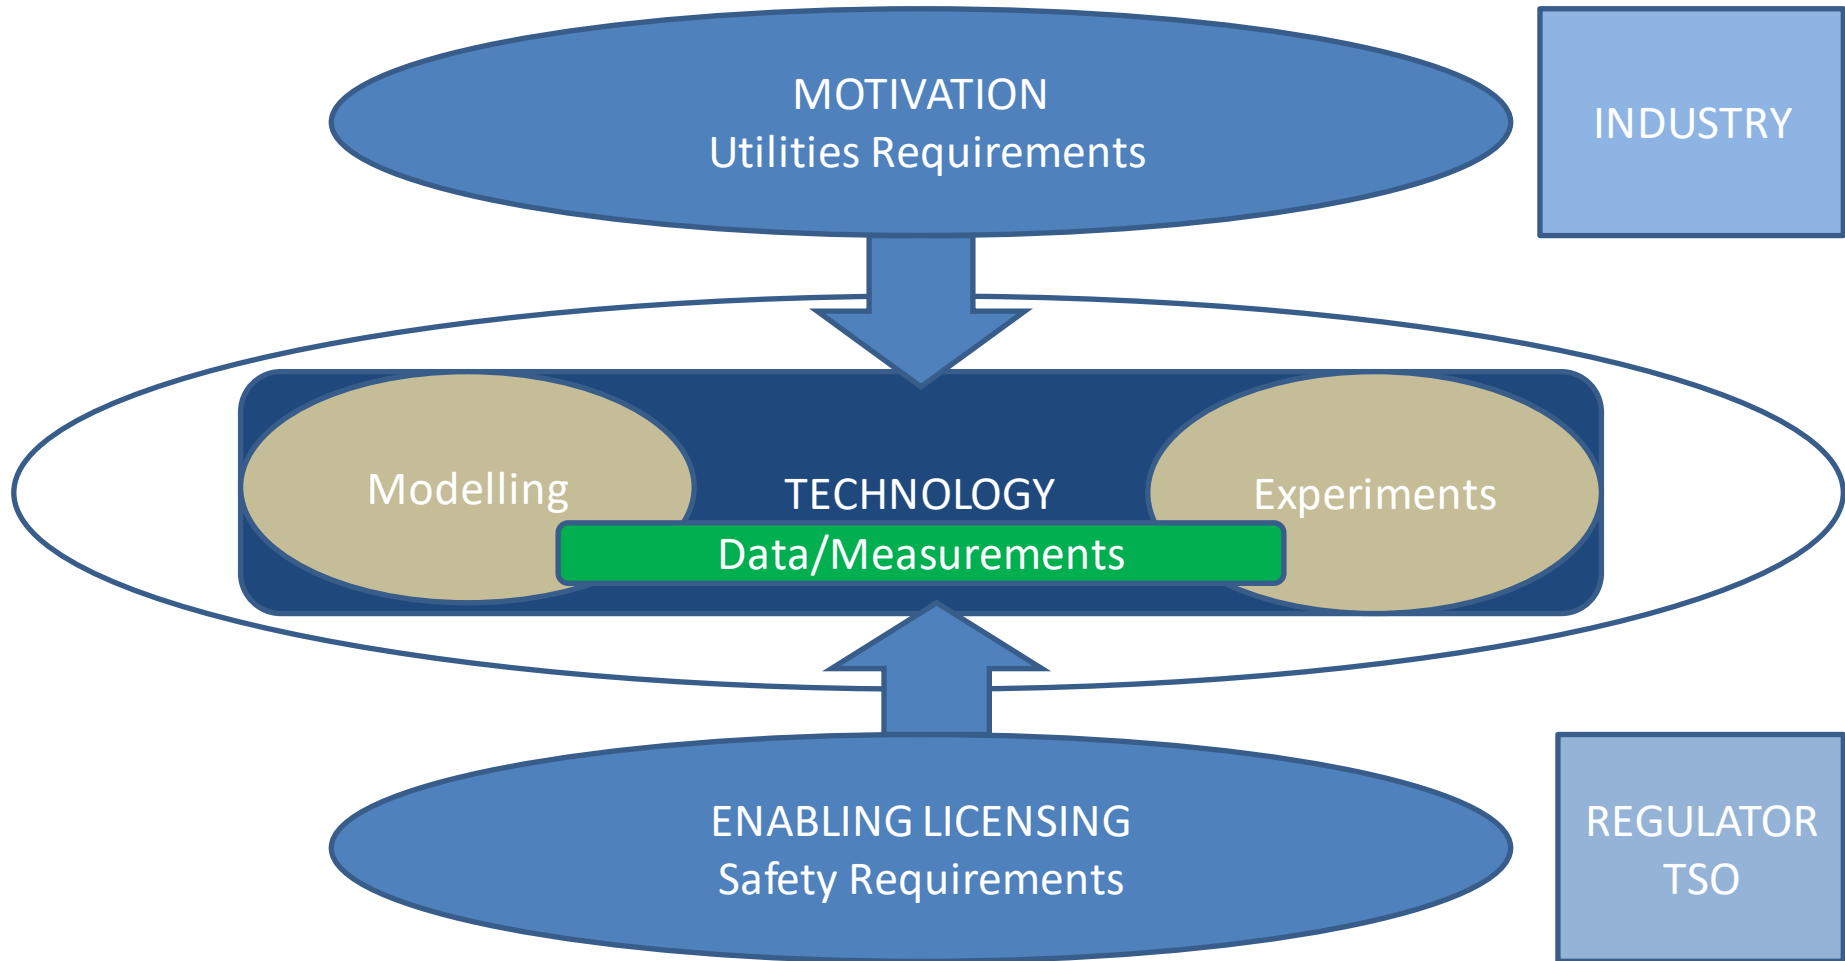 MOTIVATION
Utilities Requirements
INDUSTRY
Modelling
TECHNOLOGY
Experiments
Data/Measurements
ENABLING LICENSING
Safety Requirements
REGULATOR
TSO